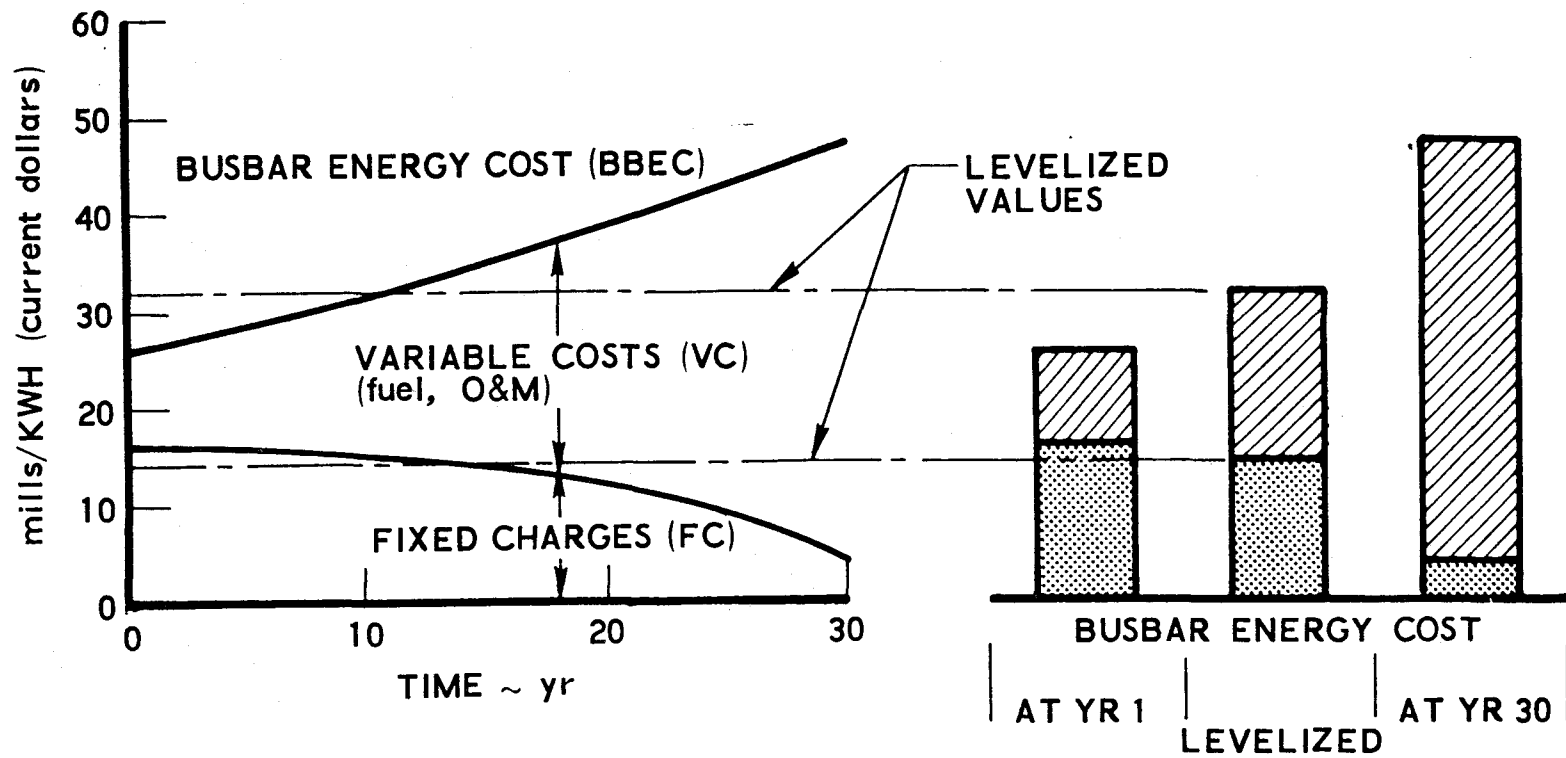 mills/KWH (current dollars)
60
50
40
30
20
10
0
BUSBAR ENERGY COST (BBEC)
LEVELIZED
VALUES
VARIABLE COSTS (VC)
(fuel, O&M)
FIXED CHARGES (FC)
0
10
20
30
TIME ~ yr
BUSBAR ENERGY COST
AT YR 1
LEVELIZED
AT YR 30